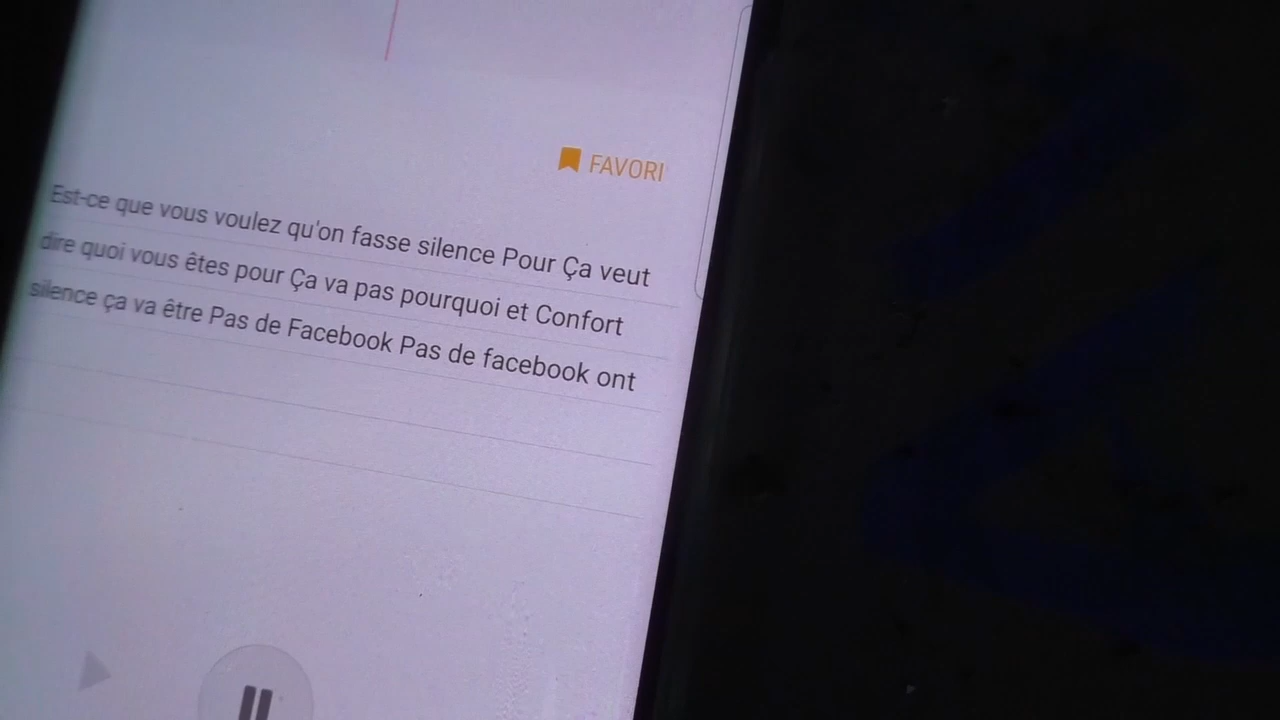 FAVORI
Est-ce que vous voulez qu'on fasse silence Pour Ça veut
dire quoi vous êtes pour Ça va pas pourquoi et Confort
silence ça va être Pas de Facebook Pas de facebook ont